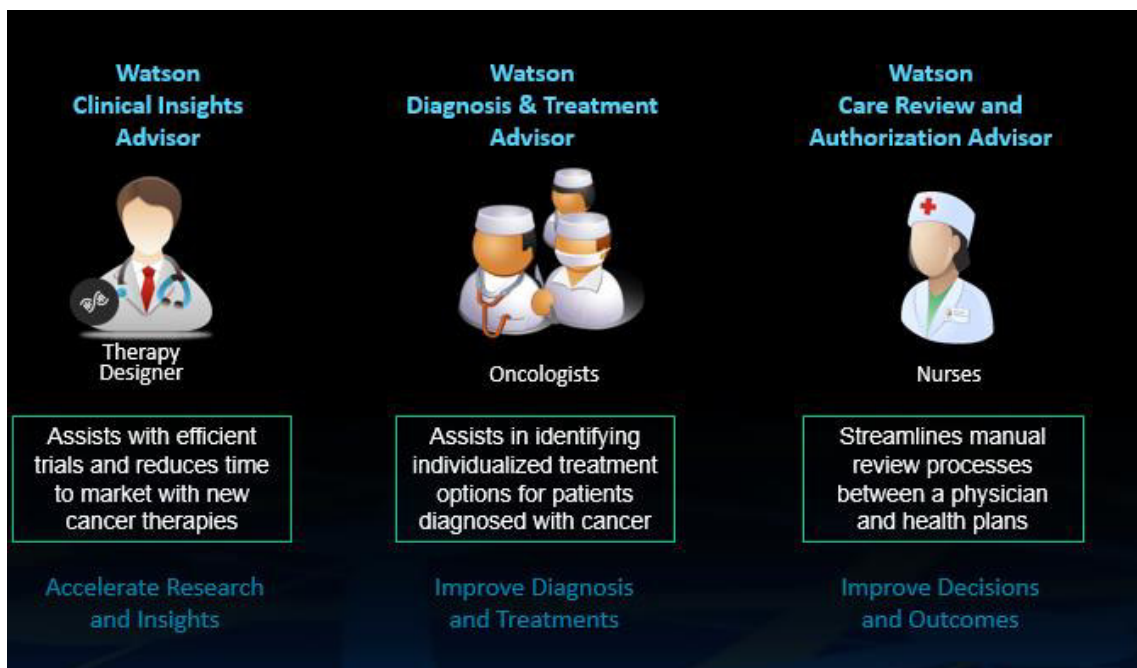 Watson
Clinical Insights
Advisor
Therapy
Designer
Assists with efficient
trials and reduces time
to market with new
cancer therapies
Accelerate Research
and Insights
Watson
Diagnosis & Treatment
Advisor
Oncologists
Assists in identifying
individualized treatment
options for patients
diagnosed with cancer
Improve Diagnosis
and Treatments
Watson
Care Review and
Authorization Advisor
Nurses
Streamlines manual
review processes
between a physician
and health plans
Improve Decisions
and Outcomes